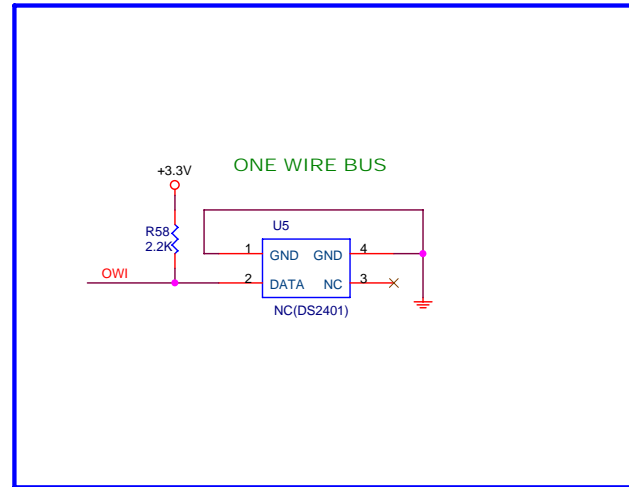 ONE WIRE BUS
+3.3V
U5
R58
2.2K
1 GND GND 4
OWI
2 DATA NC 3
NC(DS2401)